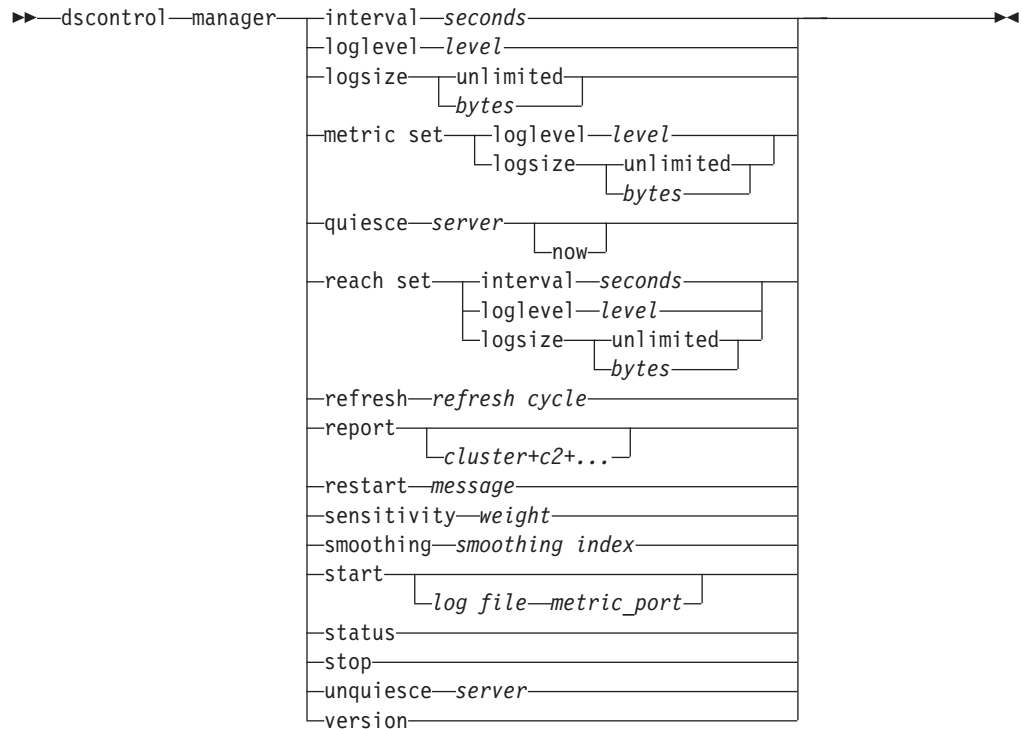 dscontrol manager interval seconds
loglevel level
logsize unlimited
bytes
metric set loglevel level
logsize unlimited
bytes
quiesce server
now
reach set interval seconds
loglevel level
logsize unlimited
bytes
refresh refresh cycle
report
cluster+c2+...
restart message
sensitivity weight
smoothing smoothing index
start
log file metric_port
status
stop
unquiesce server
version